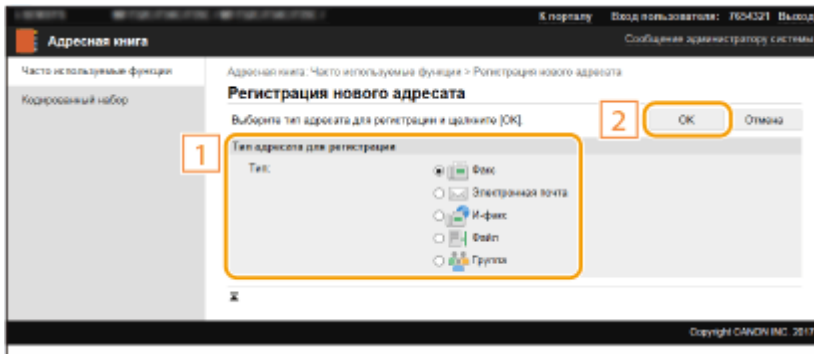 К порталу Вход пользователя: 7654321 Выход
Адресная книга
Сообщение администратору системы
Часто используемые функции
Кодированный набор
Адресная книга: Часто используемые функции > Регистрация нового адресата
Регистрация нового адресата
Выберите тип адресата для регистрации и щелкните [OK].
2
OK
Отмена
1
Тип адресата для регистрации
Тип:
Факс
Электронная почта
И-факс
Файл
Группа
Copyright CANON INC. 2017